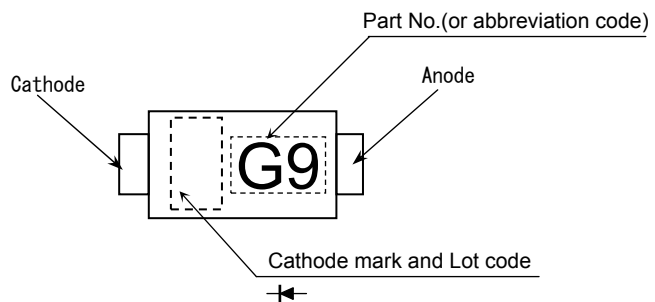 Part No.(or abbreviation code)
Cathode
Anode
G9
Cathode mark and Lot code